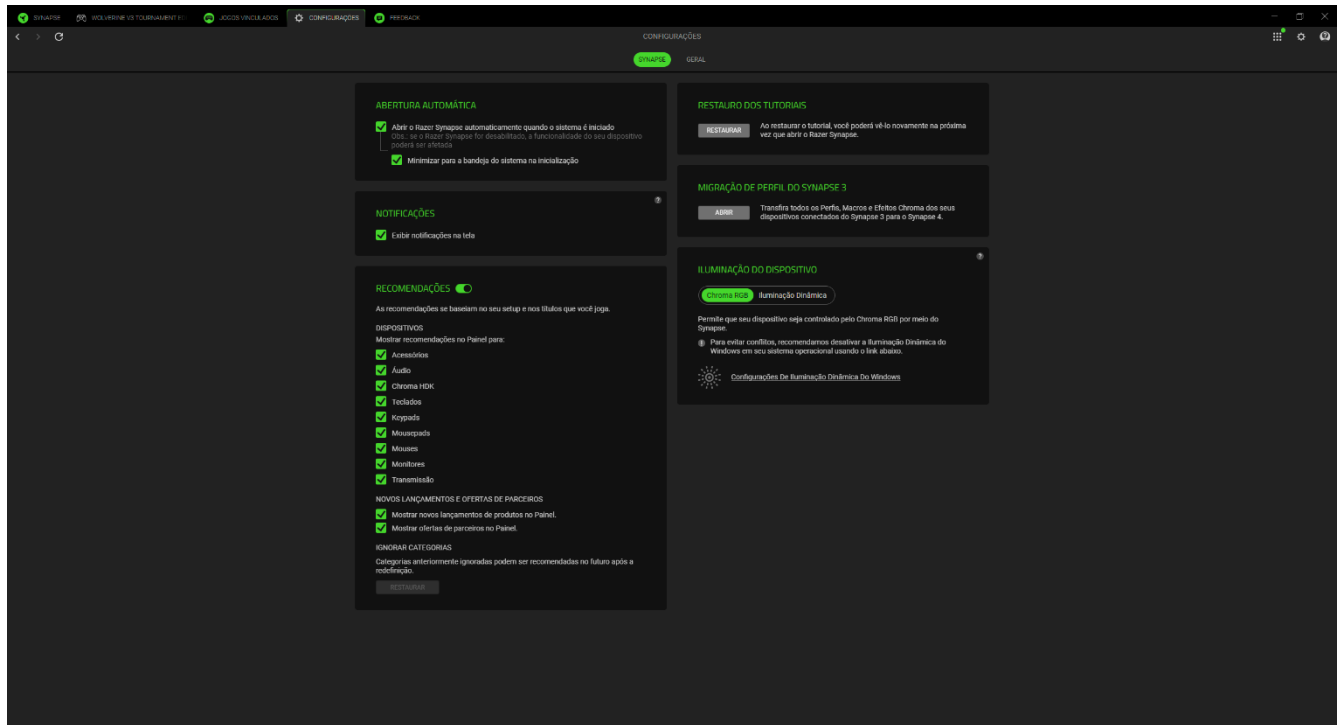 SYNAPSE
WOLVERINE V3 TOURNAMENT
JOGOS VINCULADOS
CONFIGURAÇÕES
FEEDBACK
CONFIGURAÇÕES
SYNAPSE
GERAL
ABERTURA AUTOMÁTICA
Abrir o Razer Synapse automaticamente quando o sistema é iniciado
Obs.: se o Razer Synapse for desabilitado, a funcionalidade do seu dispositivo
poderá ser afetada
Minimizar para a bandeja do sistema na inicialização
NOTIFICAÇÕES
Exibir notificações na tela
RECOMENDAÇÕES
As recomendações se baseiam no seu setup e nos títulos que você joga.
DISPOSITIVOS
Mostrar recomendações no Painel para:
Acessórios
Áudio
Chroma HDK
Teclados
Keypads
Mousepads
Mouses
Monitores
Transmissão
NOVOS LANÇAMENTOS E OFERTAS DE PARCEIROS
Mostrar novos lançamentos de produtos no Painel.
Mostrar ofertas de parceiros no Painel.
IGNORAR CATEGORIAS
Categorias anteriormente ignoradas podem ser recomendadas no futuro após a
redefinição.
RESTAURAR
RESTAURO DOS TUTORIAIS
RESTAURAR
Ao restaurar o tutorial, você poderá vê-lo novamente na próxima
vez que abrir o Razer Synapse.
MIGRAÇÃO DE PERFIL DO SYNAPSE 3
ABRIR
Transfira todos os Perfis, Macros e Efeitos Chroma dos seus
dispositivos conectados do Synapse 3 para o Synapse 4.
ILUMINAÇÃO DO DISPOSITIVO
Chroma RGB
Iluminação Dinâmica
Permite que seu dispositivo seja controlado pelo Chroma RGB por meio do
Synapse.
Para evitar conflitos, recomendamos desativar a Iluminação Dinâmica do
Windows em seu sistema operacional usando o link abaixo.
Configurações De Iluminação Dinâmica Do Windows